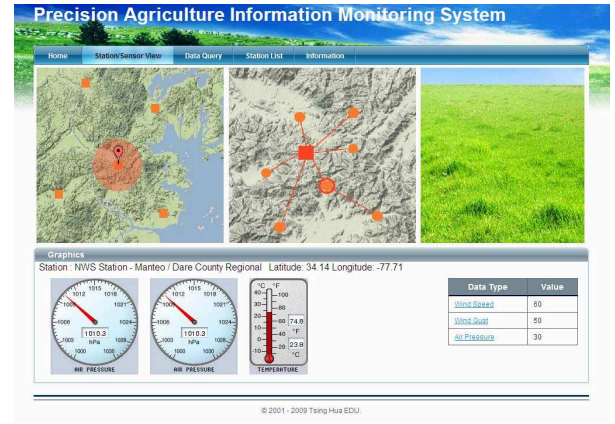 Precision Agriculture Information Monitoring System
Home Station/Sensor View Data Query Station List Information
Graphics
Station : NWS Station - Manteo / Dare County Regional Latitude: 34.14 Longitude: -77.71
1012 1015 1018
1009 1021
1006 1024
1003 1028
1000 1030
1010.3
hPa
AIR PRESSURE
1012 1015 1018
1009 1021
1006 1024
1003 1028
1000 1030
1010.3
hPa
AIR PRESSURE
°C °F
40 100
30 80
20 60 74.8
10 40 °F
0 20 23.8
-10 °C
TEMPERATURE
Data Type Value
Wind Speed 60
Wind Gust 50
Air Pressure 30
© 2001 - 2009 Tsing Hua EDU.